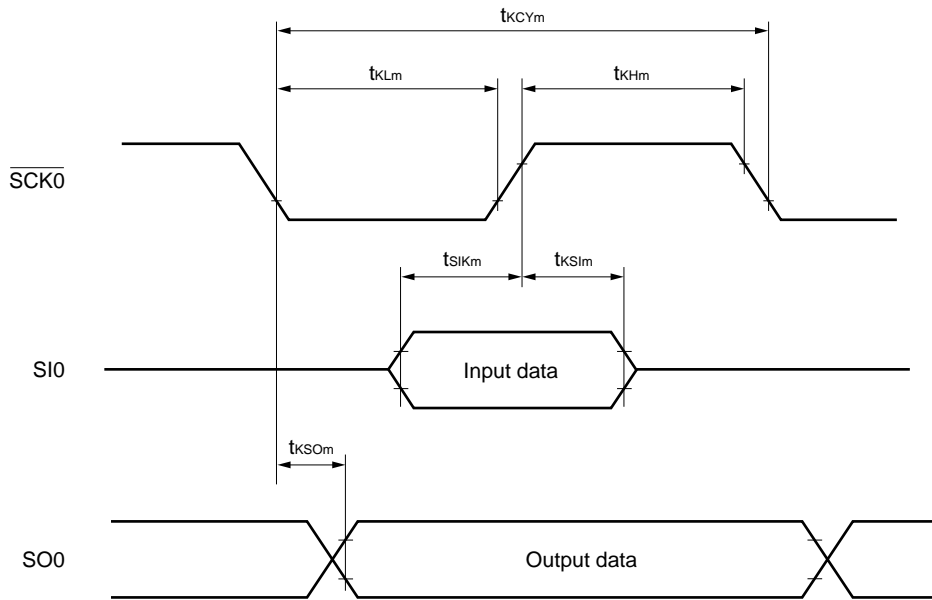 tKCYm
tKLm tKHm
SCK0
tSIKm tKSIm
SI0 Input data
tKSOm
SO0 Output data